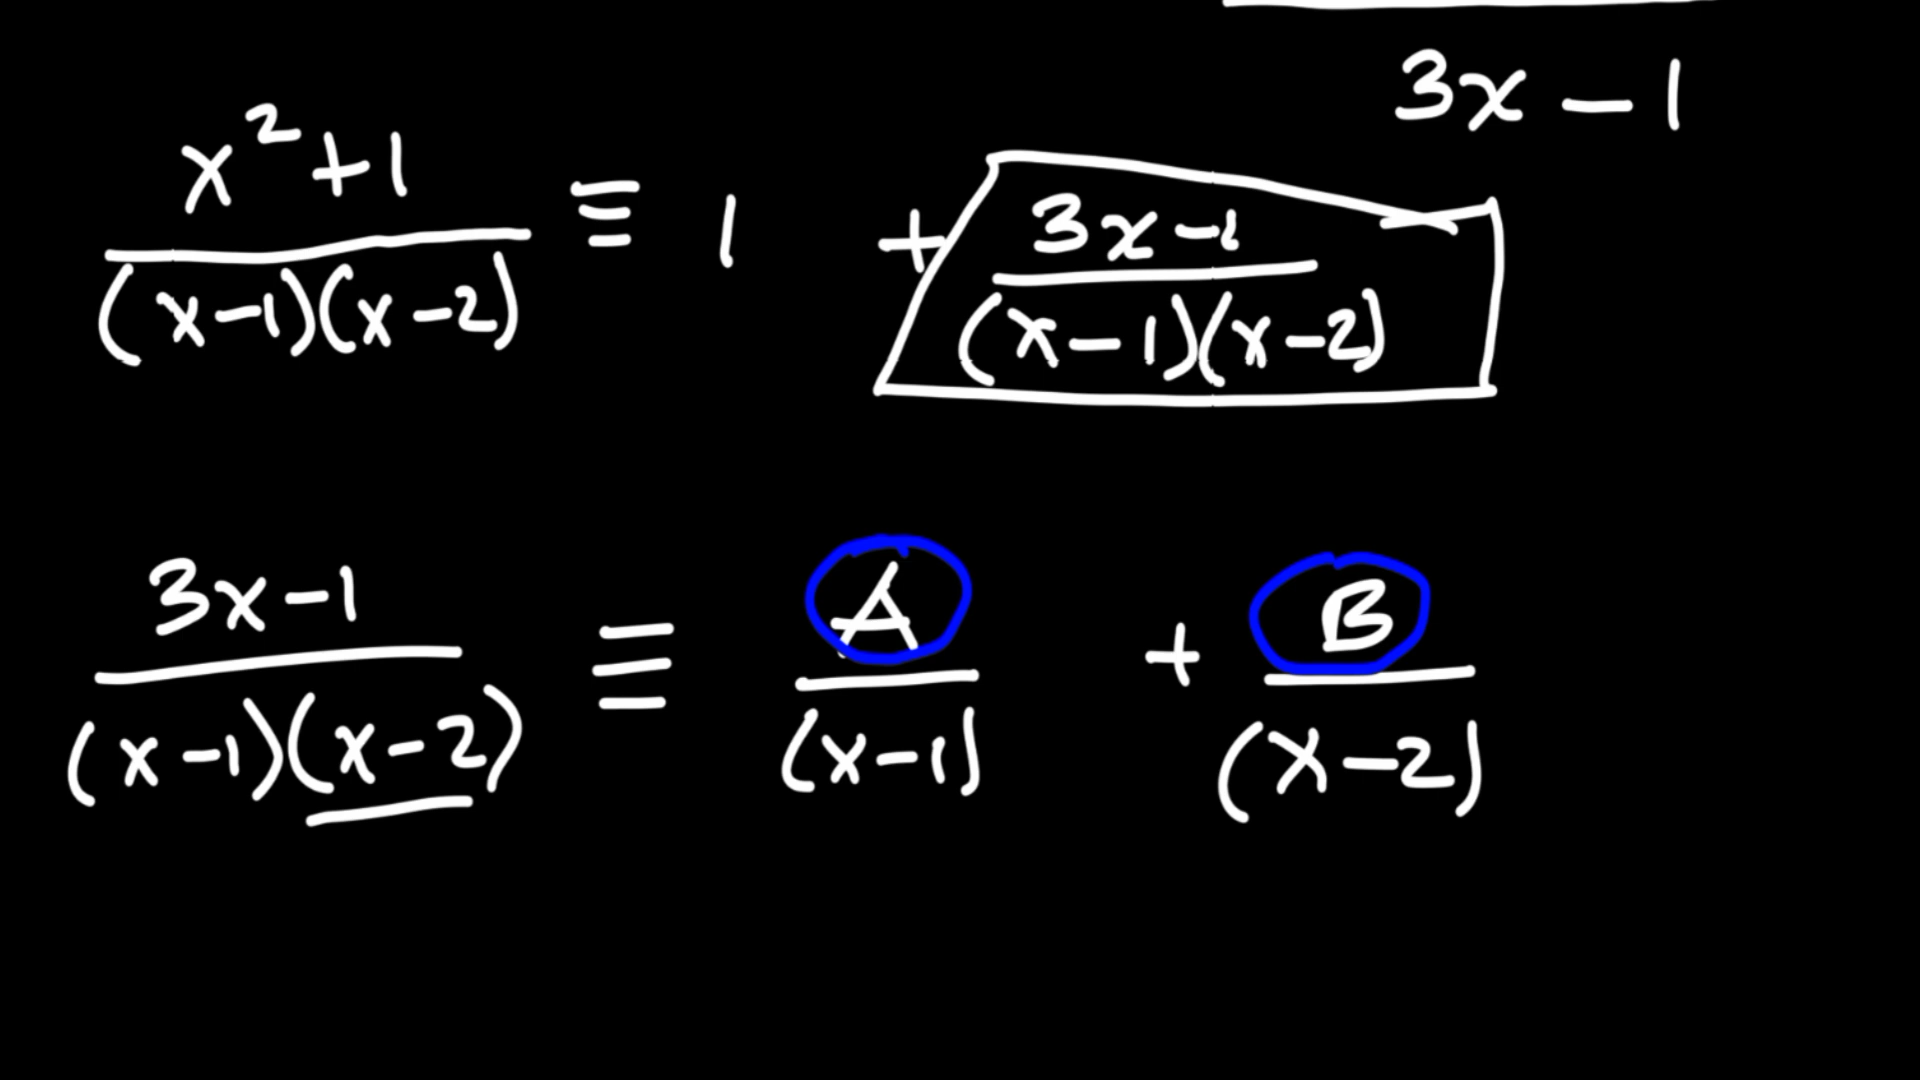 3x - 1
x² + 1 / (x-1)(x-2) ≡ 1 + 3x-1 / (x-1)(x-2)
3x-1 / (x-1)(x-2) ≡ A / (x-1) + B / (x-2)